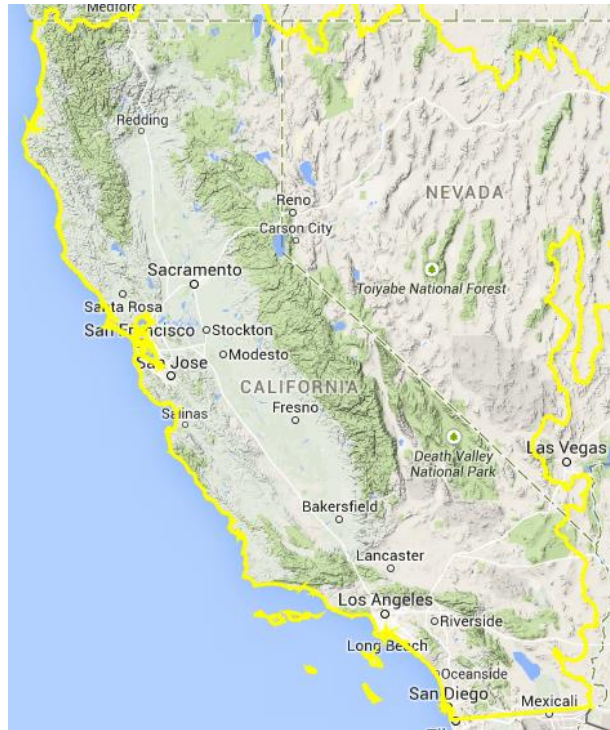 Medford
Redding
NEVADA
Reno
Carson City
Sacramento
Toiyabe National Forest
Santa Rosa
San Francisco
Stockton
Modesto
San Jose
CALIFORNIA
Fresno
Salinas
Death Valley
National Park
Las Vegas
Bakersfield
Lancaster
Los Angeles
Riverside
Long Beach
Oceanside
San Diego
Mexicali